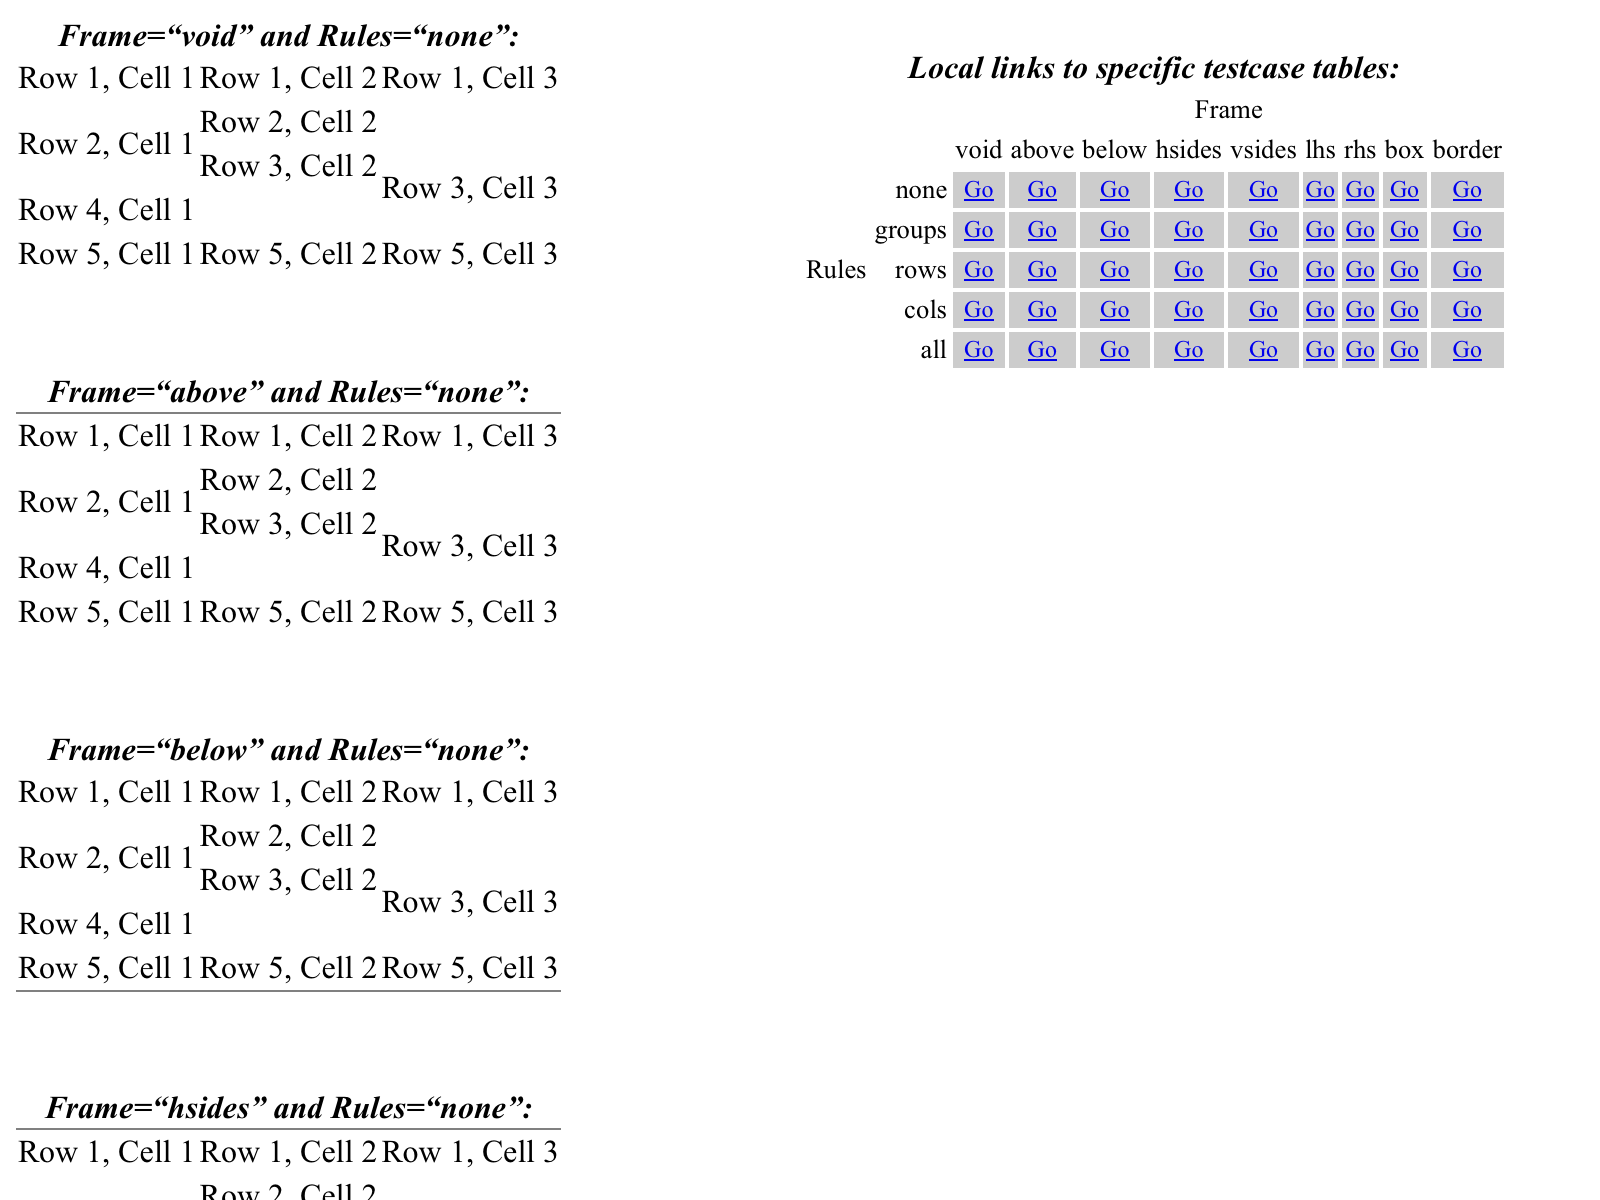 Frame=“void” and Rules=“none”:
Row 1, Cell 1 Row 1, Cell 2 Row 1, Cell 3
Row 2, Cell 2
Row 2, Cell 1
Row 3, Cell 2
Row 3, Cell 3
Row 4, Cell 1
Row 5, Cell 1 Row 5, Cell 2 Row 5, Cell 3
Frame=“above” and Rules=“none”:
Row 1, Cell 1 Row 1, Cell 2 Row 1, Cell 3
Row 2, Cell 2
Row 2, Cell 1
Row 3, Cell 2
Row 3, Cell 3
Row 4, Cell 1
Row 5, Cell 1 Row 5, Cell 2 Row 5, Cell 3
Frame=“below” and Rules=“none”:
Row 1, Cell 1 Row 1, Cell 2 Row 1, Cell 3
Row 2, Cell 2
Row 2, Cell 1
Row 3, Cell 2
Row 3, Cell 3
Row 4, Cell 1
Row 5, Cell 1 Row 5, Cell 2 Row 5, Cell 3
Frame=“hsides” and Rules=“none”:
Row 1, Cell 1 Row 1, Cell 2 Row 1, Cell 3
Row 2, Cell 2
Local links to specific testcase tables:
Frame
void above below hsides vsides lhs rhs box border
none Go Go Go Go Go Go Go Go Go
groups Go Go Go Go Go Go Go Go Go
Rules rows Go Go Go Go Go Go Go Go Go
cols Go Go Go Go Go Go Go Go Go
all Go Go Go Go Go Go Go Go Go